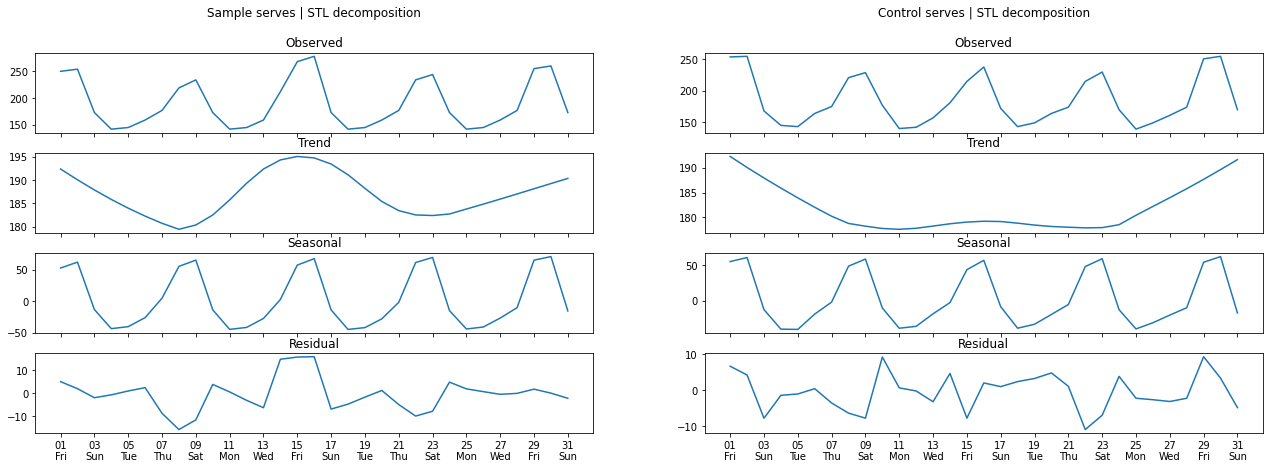 Sample serves | STL decomposition
Observed
250
200
150
Trend
195
190
185
180
Seasonal
50
0
−50
Residual
10
0
−10
01 03 05 07 09 11 13 15 17 19 21 23 25 27 29 31
Fri Sun Tue Thu Sat Mon Wed Fri Sun Tue Thu Sat Mon Wed Fri Sun
Control serves | STL decomposition
Observed
250
200
150
Trend
190
185
180
Seasonal
50
0
Residual
10
0
−10
01 03 05 07 09 11 13 15 17 19 21 23 25 27 29 31
Fri Sun Tue Thu Sat Mon Wed Fri Sun Tue Thu Sat Mon Wed Fri Sun